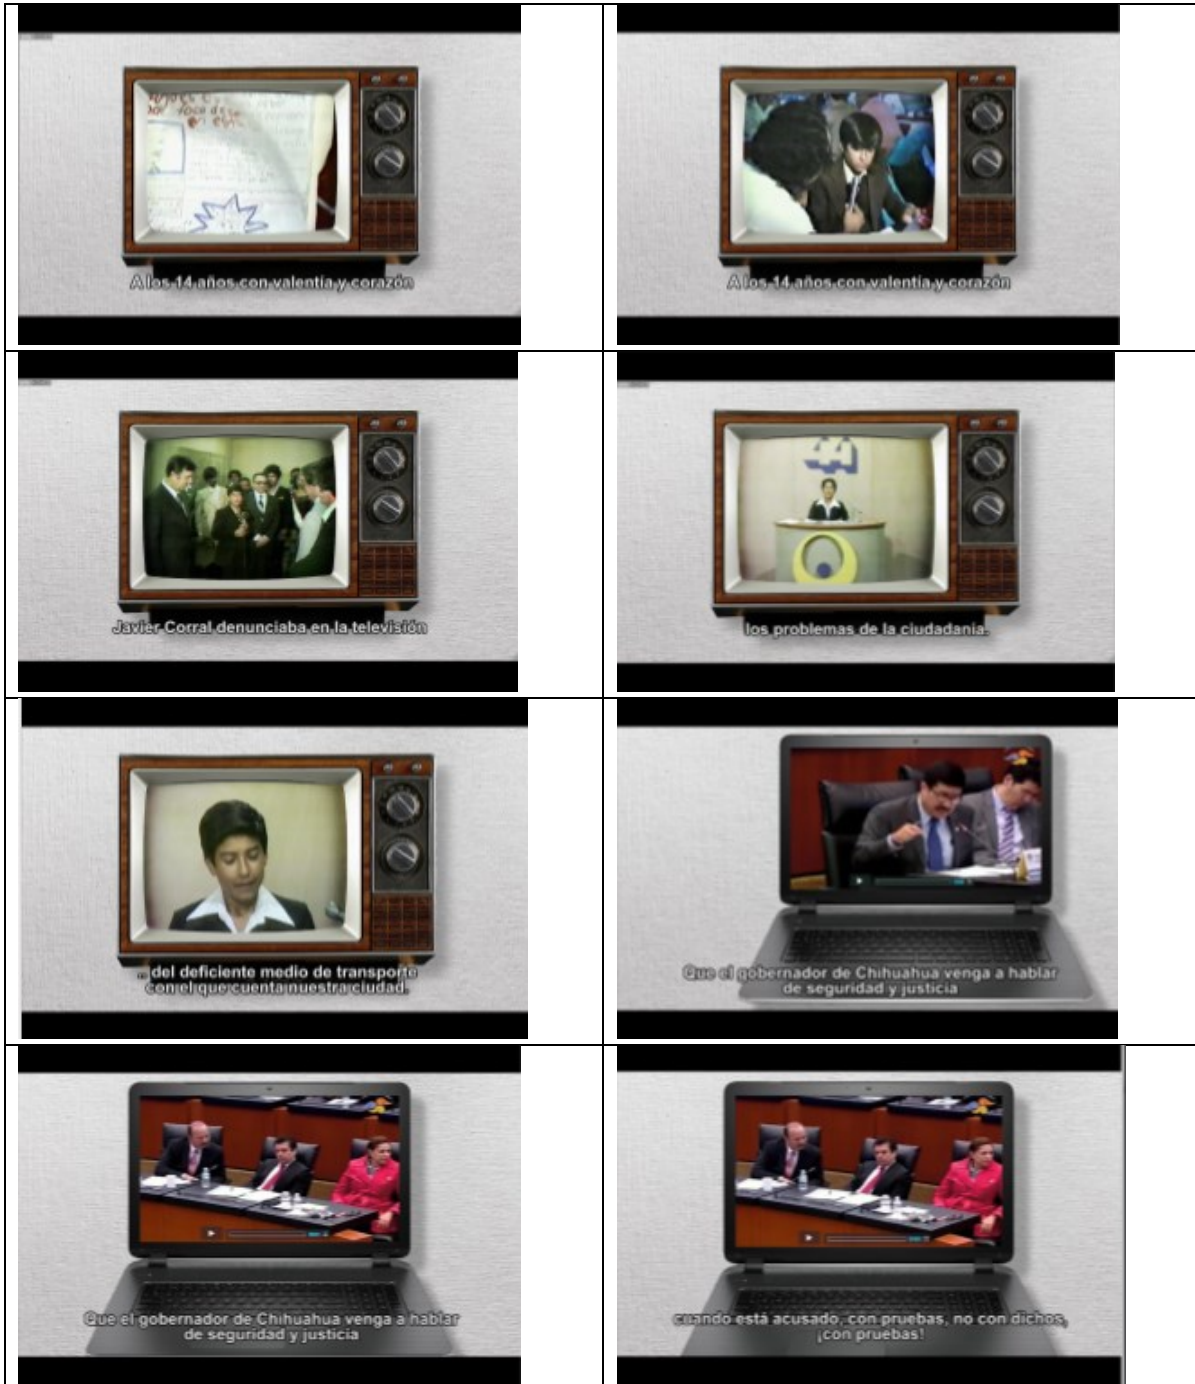 A los 14 años con valentía y corazón
A los 14 años con valentía y corazón
Javier Corral denunciaba en la televisión
44
los problemas de la ciudadanía.
.. del deficiente medio de transporte
con el que cuenta nuestra ciudad.
Que el gobernador de Chihuahua venga a hablar
de seguridad y justicia
Que el gobernador de Chihuahua venga a hablar
de seguridad y justicia
cuando está acusado, con pruebas, no con dichos,
¡con pruebas!